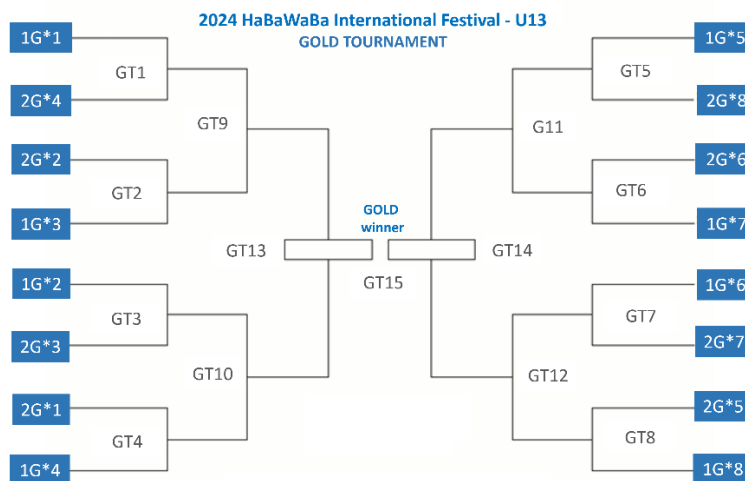 2024 HaBaWaBa International Festival - U13
GOLD TOURNAMENT
1G*1
GT1
2G*4
GT9
2G*2
GT2
1G*3
GT13
1G*2
GT3
2G*3
GT10
2G*1
GT4
1G*4
GOLD
winner
GT15
1G*5
GT5
2G*8
G11
2G*6
GT6
1G*7
GT14
1G*6
GT7
2G*7
GT12
2G*5
GT8
1G*8